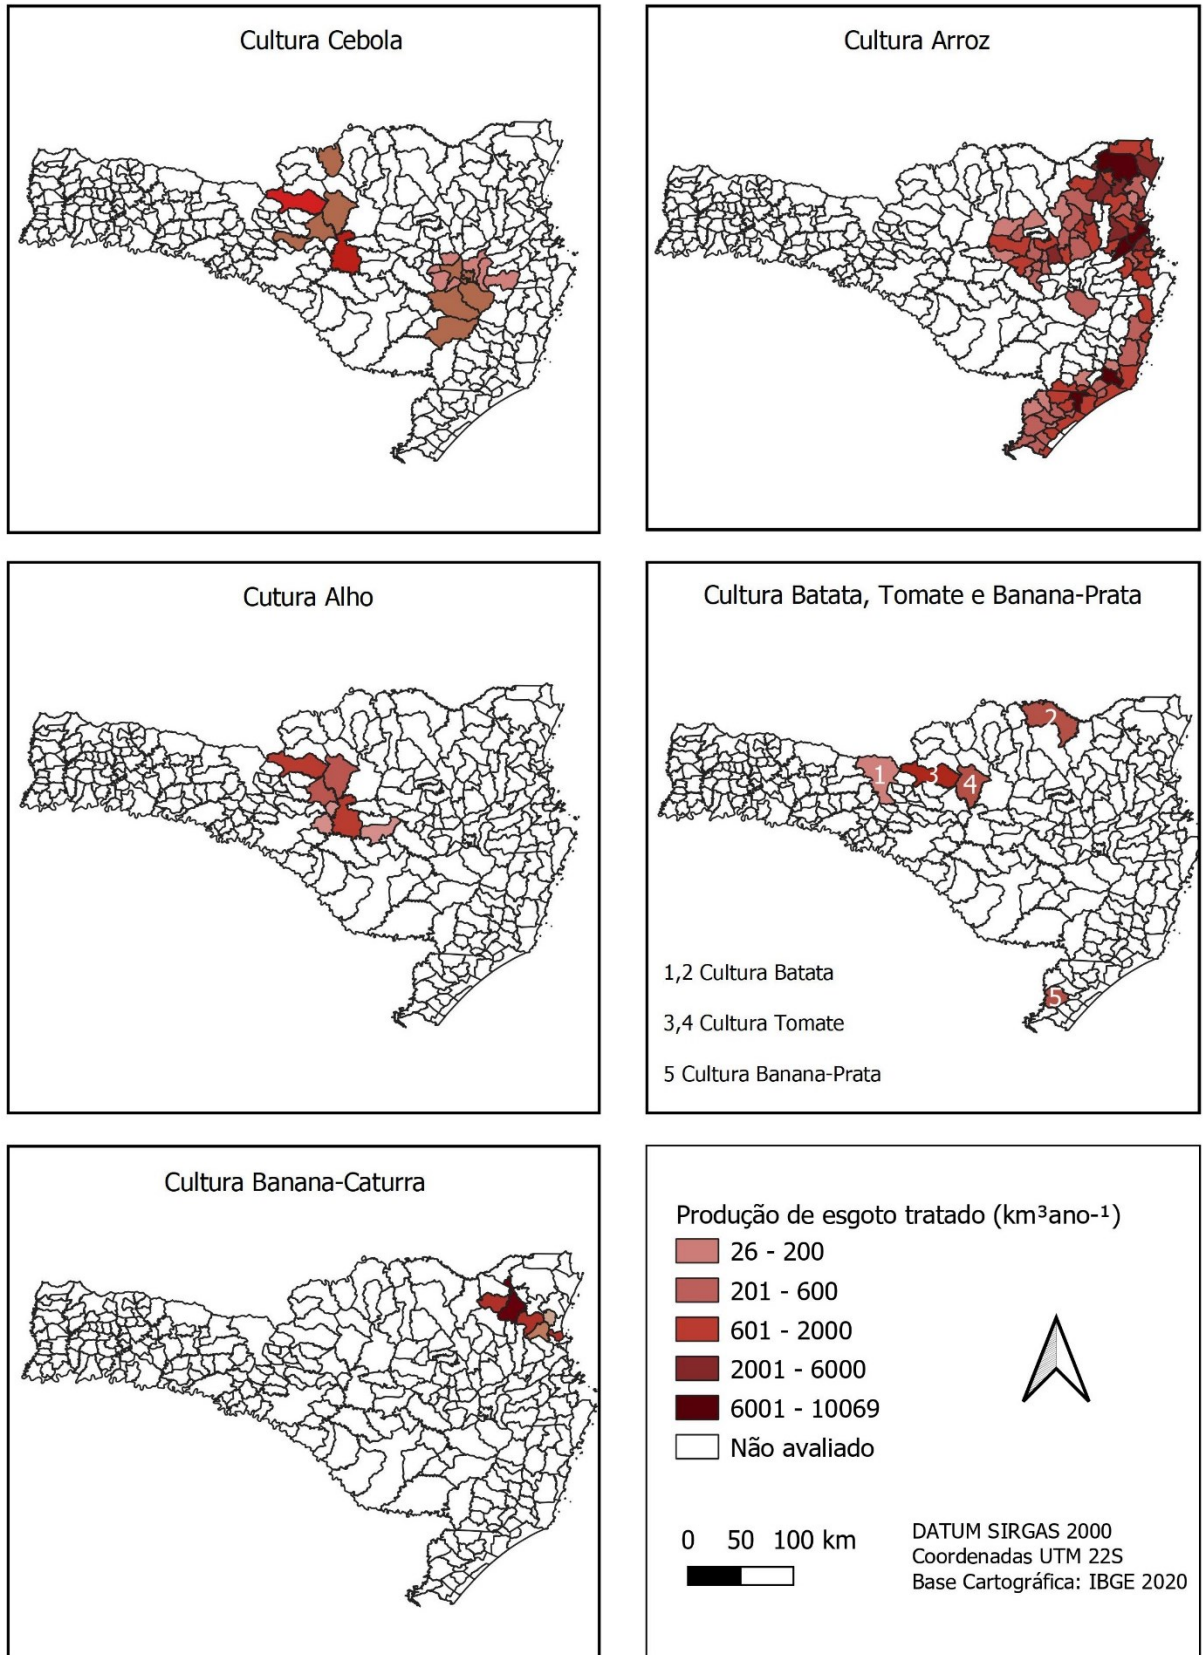 Cultura Cebola
Cultura Arroz
Cutura Alho
Cultura Batata, Tomate e Banana-Prata
1
2
3
4
5
1,2 Cultura Batata
3,4 Cultura Tomate
5 Cultura Banana-Prata
Cultura Banana-Caturra
Produção de esgoto tratado (km³ano-¹)
26 - 200
201 - 600
601 - 2000
2001 - 6000
6001 - 10069
Não avaliado
0 50 100 km
DATUM SIRGAS 2000
Coordenadas UTM 22S
Base Cartográfica: IBGE 2020